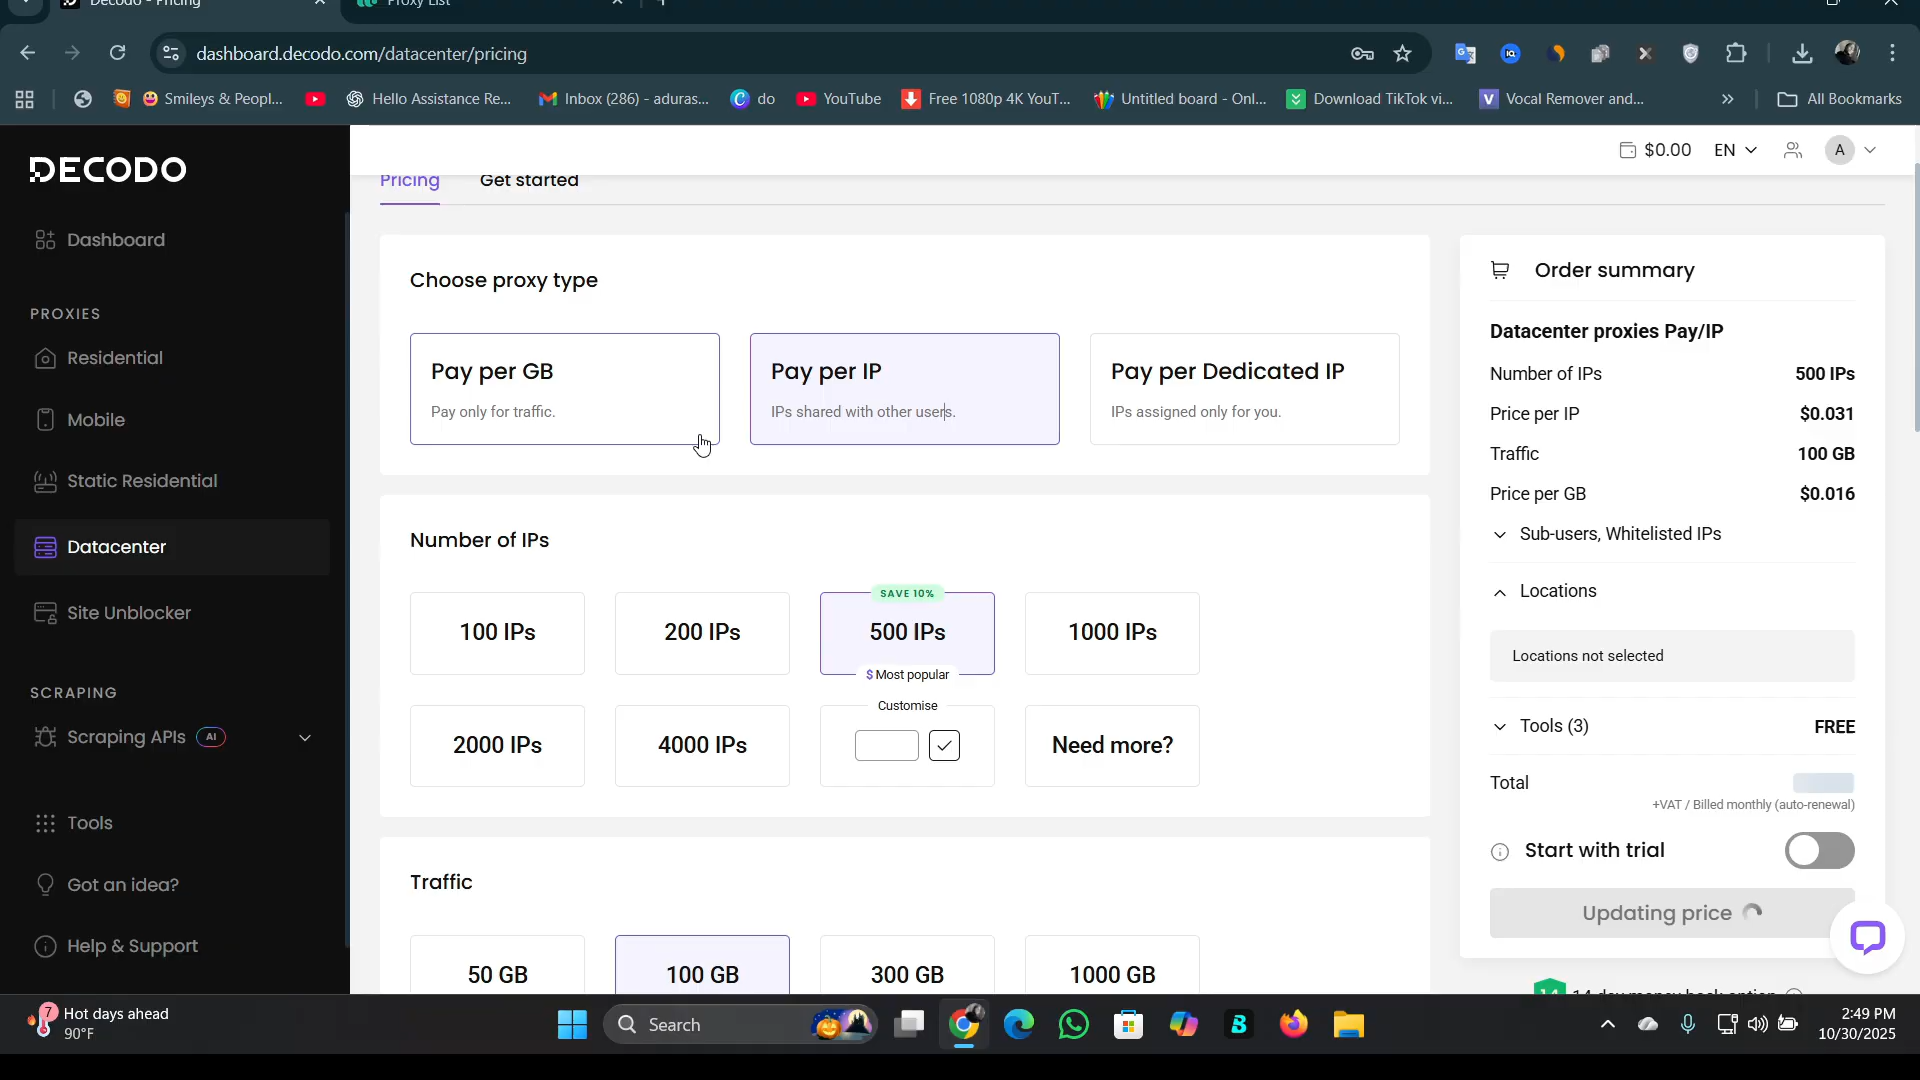 Decodo - Pricing
Proxy List
dashboard.decodo.com/datacenter/pricing
Smileys & Peopl...
Hello Assistance Re...
Inbox (286) - aduras...
do
YouTube
Free 1080p 4K YouT...
Untitled board - Onl...
Download TikTok vi...
Vocal Remover and...
All Bookmarks
DECODO
$0.00
EN
A
Dashboard
PROXIES
Residential
Mobile
Static Residential
Datacenter
Site Unblocker
SCRAPING
Scraping APIs
AI
Tools
Got an idea?
Help & Support
Pricing
Get started
Choose proxy type
Pay per GB
Pay only for traffic.
Pay per IP
IPs shared with other users.
Pay per Dedicated IP
IPs assigned only for you.
Number of IPs
100 IPs
200 IPs
SAVE 10%
500 IPs
$ Most popular
1000 IPs
2000 IPs
4000 IPs
Customise
Need more?
Traffic
50 GB
100 GB
300 GB
1000 GB
Order summary
Datacenter proxies Pay/IP
Number of IPs 500 IPs
Price per IP $0.031
Traffic 100 GB
Price per GB $0.016
Sub-users, Whitelisted IPs
Locations
Locations not selected
Tools (3) FREE
Total
+VAT / Billed monthly (auto-renewal)
Start with trial
Updating price
14-day money-back option
7
Hot days ahead
90°F
Search
2:49 PM
10/30/2025